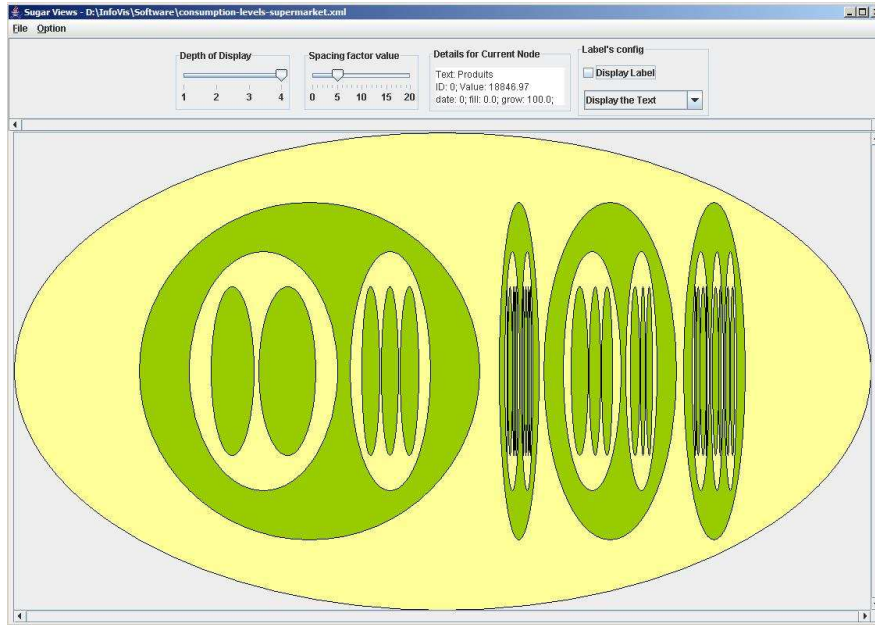 Sugar Views - D:\InfoVis\Software\consumption-levels-supermarket.xml
File Option
Depth of Display
1 2 3 4
Spacing factor value
0 5 10 15 20
Details for Current Node
Text: Produits
ID: 0; Value: 18846.97
date: 0; fill: 0.0; grow: 100.0;
Label's config
Display Label
Display the Text